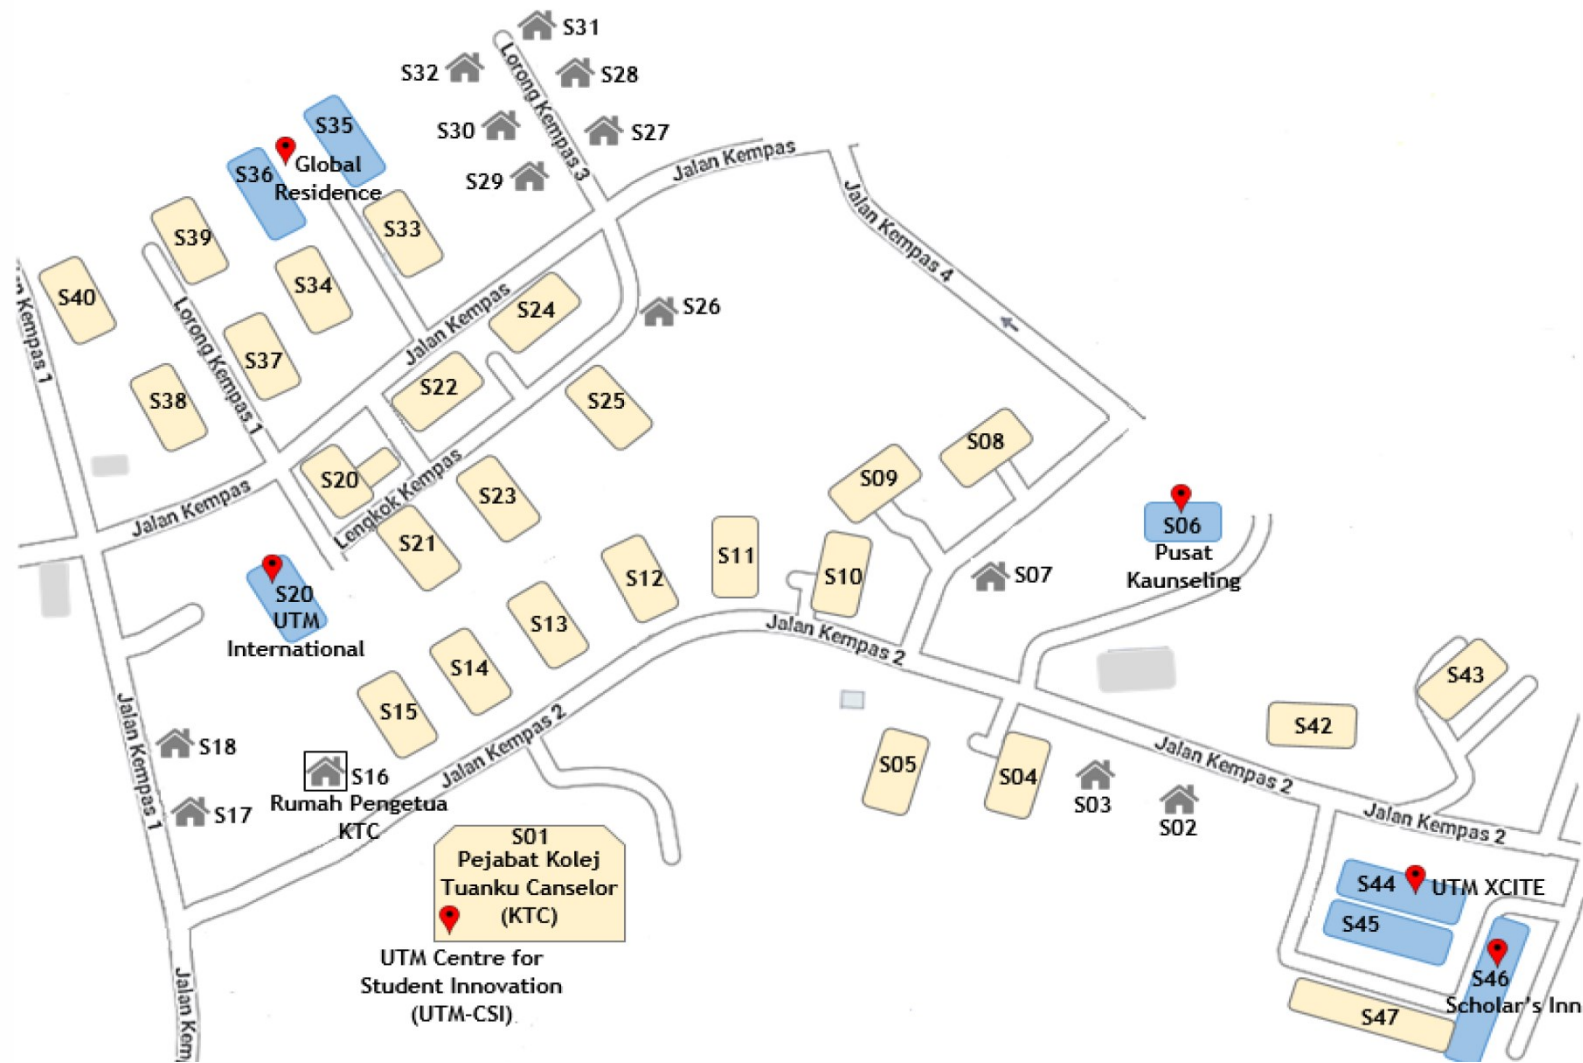 S31
S32
S28
Lorong Kempas 3
S30
S27
S29
S35
S36
Global
Residence
Jalan Kempas
Jalan Kempas 4
S39
S33
S40
S34
S24
S26
Jalan Kempas
Lorong Kempas 1
S37
Kempas 1
S38
S22
S25
S20
Lengkok Kempas
S23
S08
S09
Jalan Kempas
S21
S06
Pusat
Kaunseling
S11
S12
S10
S07
S20
UTM
International
S13
Jalan Kempas 2
S14
S15
S43
S42
Jalan Kempas 1
S18
S16
Rumah Pengetua
KTC
S17
Jalan Kempas 2
S05
S04
S03
S02
Jalan Kempas 2
Jalan Kempas 2
S01
Pejabat Kolej
Tuanku Canselor
(KTC)
UTM Centre for
Student Innovation
(UTM-CSI)
S44
UTM XCITE
S45
S46
Scholar's Inn
S47
Jalan Kem